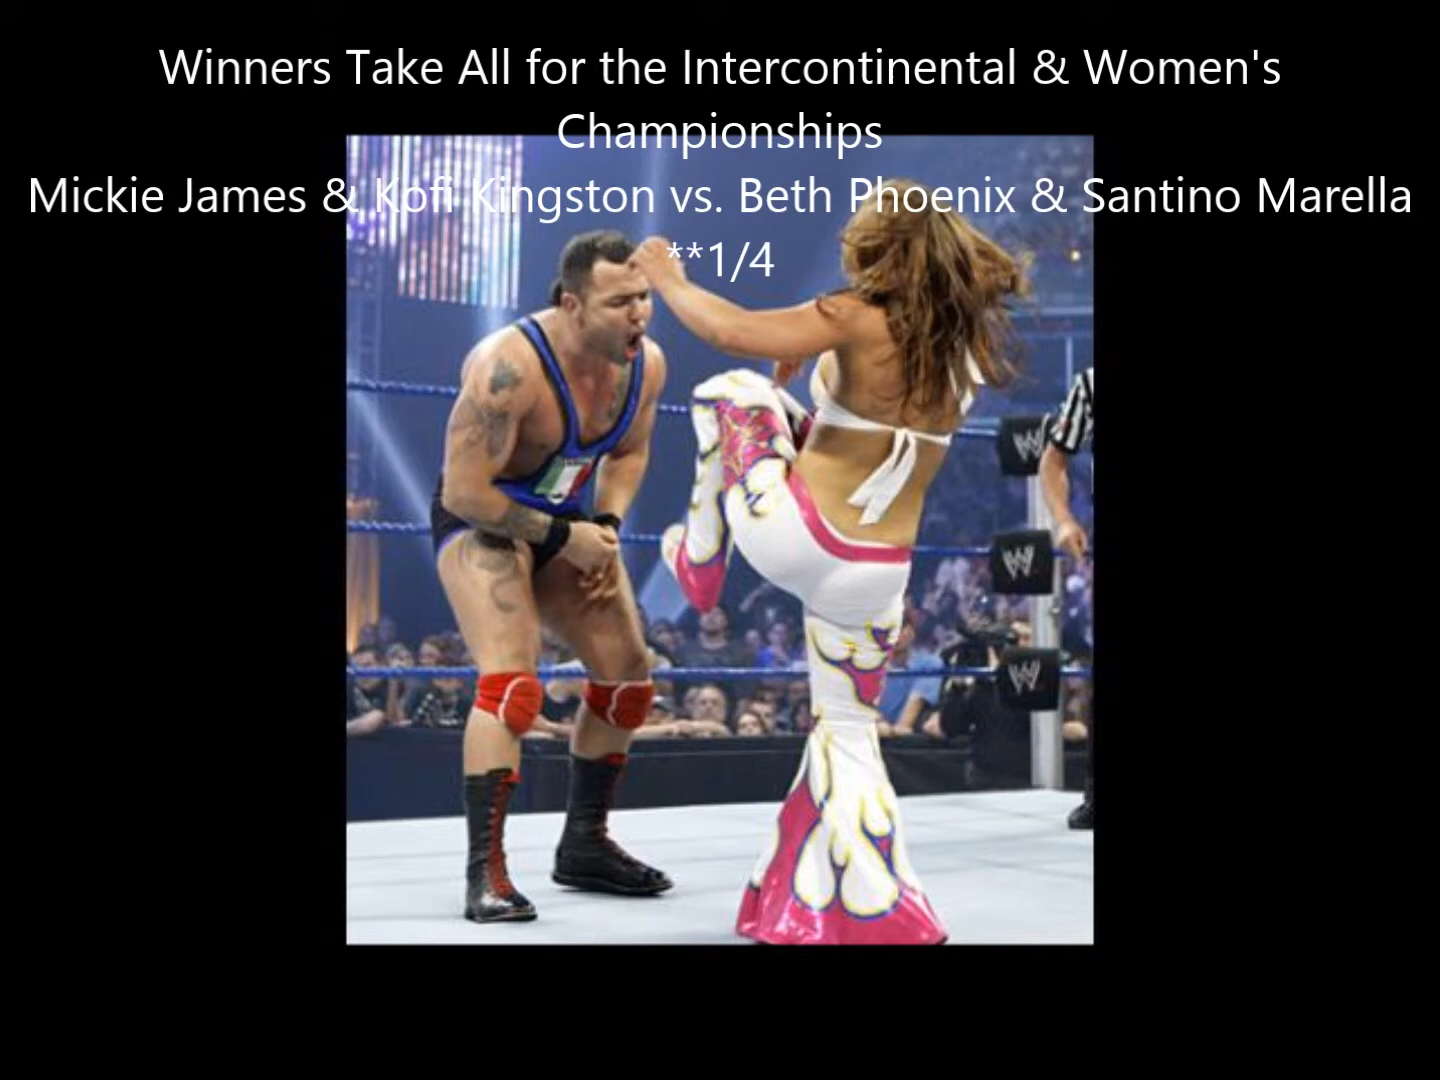 Winners Take All for the Intercontinental & Women's
Championships
Mickie James & Kofi Kingston vs. Beth Phoenix & Santino Marella
**1/4
W
W
W